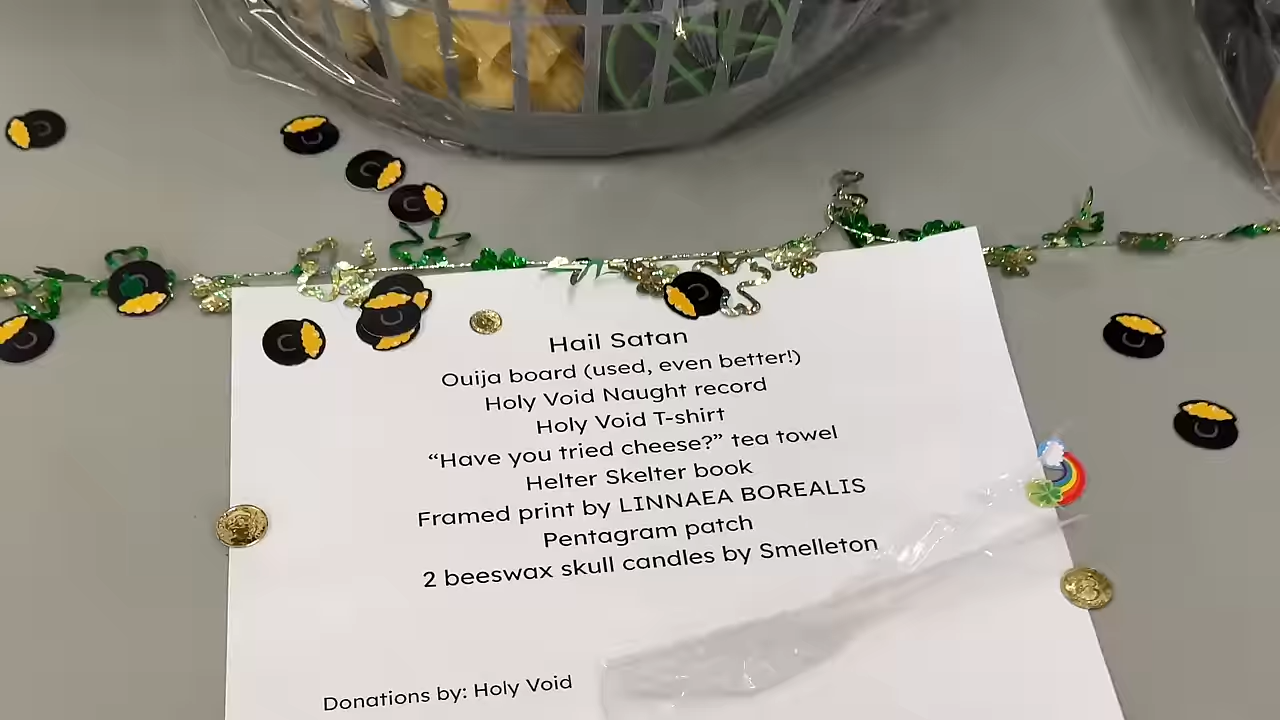 Hail Satan
Ouija board (used, even better!)
Holy Void Naught record
Holy Void T-shirt
“Have you tried cheese?” tea towel
Helter Skelter book
Framed print by LINNAEA BOREALIS
Pentagram patch
2 beeswax skull candles by Smelleton
Donations by: Holy Void